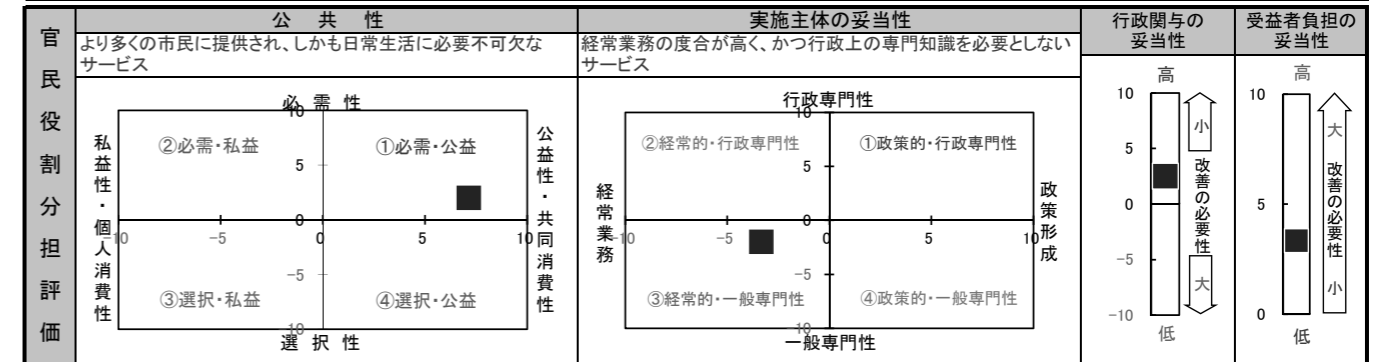 官民役割分担評価
公共性
より多くの市民に提供され、しかも日常生活に必要不可欠な
サービス
必需性
私益性・個人消費性
公益性・共同消費性
②必需・私益
①必需・公益
③選択・私益
④選択・公益
10
5
0
-5
-10
-10
-5
0
5
10
選択性
実施主体の妥当性
経常業務の度合が高く、かつ行政上の専門知識を必要としない
サービス
行政専門性
経常業務
政策形成
②経常的・行政専門性
①政策的・行政専門性
③経常的・一般専門性
④政策的・一般専門性
10
5
0
-5
-10
-10
-5
0
5
10
一般専門性
行政関与の
妥当性
高
10
5
0
-5
-10
小
改善の必要性
大
低
受益者負担の
妥当性
高
10
5
0
大
改善の必要性
小
低